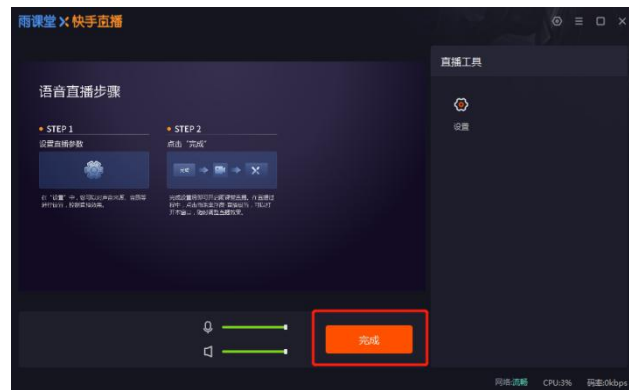 雨课堂 X 快手直播
直播工具
语音直播步骤
STEP 1
设置直播参数
STEP 2
点击“完成”
完成
设置
完成
网络:流畅 CPU:3% 码率:0kbps